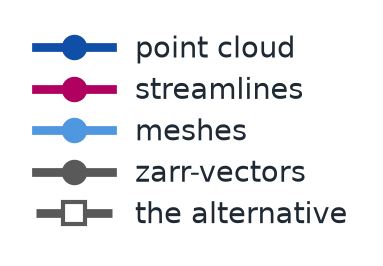 point cloud
streamlines
meshes
zarr-vectors
the alternative